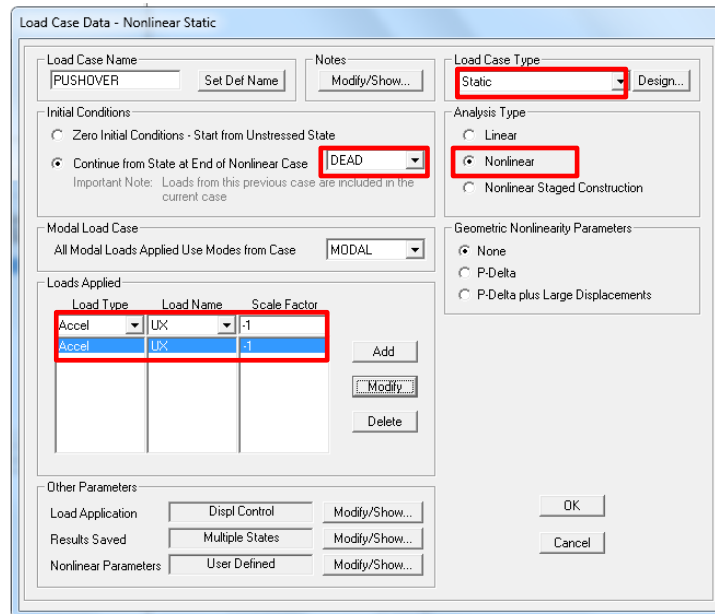 Load Case Data - Nonlinear Static
Load Case Name
PUSHOVER
Set Def Name
Notes
Modify/Show...
Load Case Type
Static
Design...
Initial Conditions
Zero Initial Conditions - Start from Unstressed State
Continue from State at End of Nonlinear Case
DEAD
Important Note: Loads from this previous case are included in the
current case
Analysis Type
Linear
Nonlinear
Nonlinear Staged Construction
Modal Load Case
All Modal Loads Applied Use Modes from Case
MODAL
Geometric Nonlinearity Parameters
None
P-Delta
P-Delta plus Large Displacements
Loads Applied
Load Type Load Name Scale Factor
Accel UX -1
Accel UX -1
Add
Modify
Delete
Other Parameters
Load Application Displ Control Modify/Show...
Results Saved Multiple States Modify/Show...
Nonlinear Parameters User Defined Modify/Show...
OK
Cancel